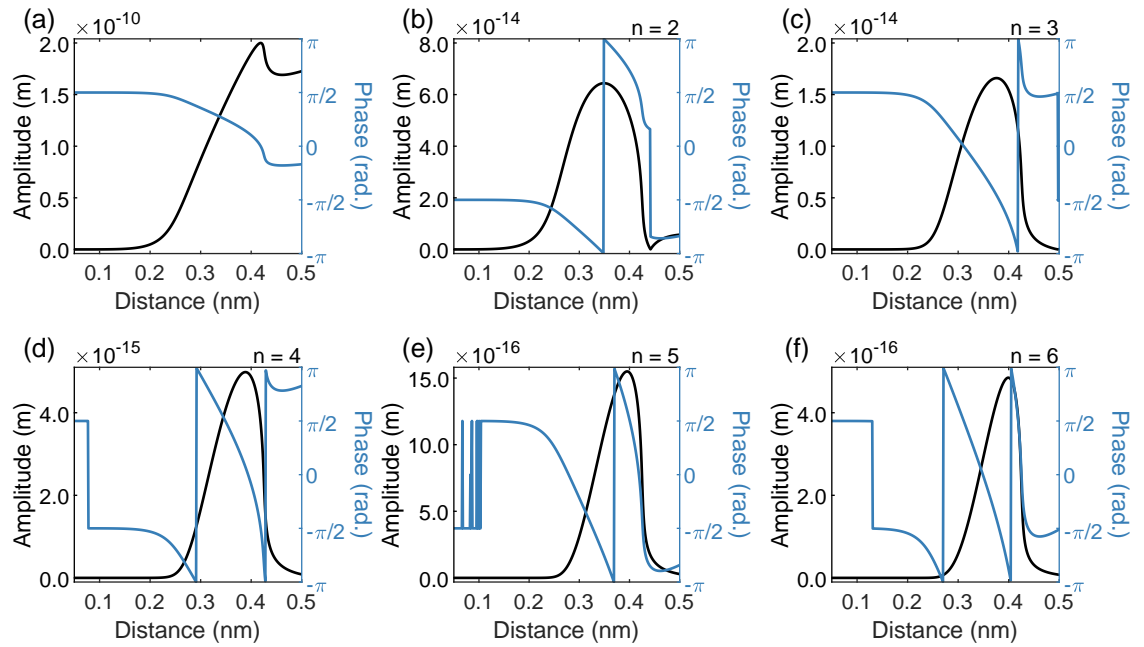 (a)
×10⁻¹⁰
2.0
1.5
1.0
0.5
0.0
Amplitude (m)
π
π/2
0
-π/2
-π
Phase (rad.)
0.1 0.2 0.3 0.4 0.5
Distance (nm)
(b)
×10⁻¹⁴
n = 2
8.0
6.0
4.0
2.0
0.0
Amplitude (m)
π
π/2
0
-π/2
-π
Phase (rad.)
0.1 0.2 0.3 0.4 0.5
Distance (nm)
(c)
×10⁻¹⁴
n = 3
2.0
1.5
1.0
0.5
0.0
Amplitude (m)
π
π/2
0
-π/2
-π
Phase (rad.)
0.1 0.2 0.3 0.4 0.5
Distance (nm)
(d)
×10⁻¹⁵
n = 4
4.0
2.0
0.0
Amplitude (m)
π
π/2
0
-π/2
-π
Phase (rad.)
0.1 0.2 0.3 0.4 0.5
Distance (nm)
(e)
×10⁻¹⁶
n = 5
15.0
10.0
5.0
0.0
Amplitude (m)
π
π/2
0
-π/2
-π
Phase (rad.)
0.1 0.2 0.3 0.4 0.5
Distance (nm)
(f)
×10⁻¹⁶
n = 6
4.0
2.0
0.0
Amplitude (m)
π
π/2
0
-π/2
-π
Phase (rad.)
0.1 0.2 0.3 0.4 0.5
Distance (nm)